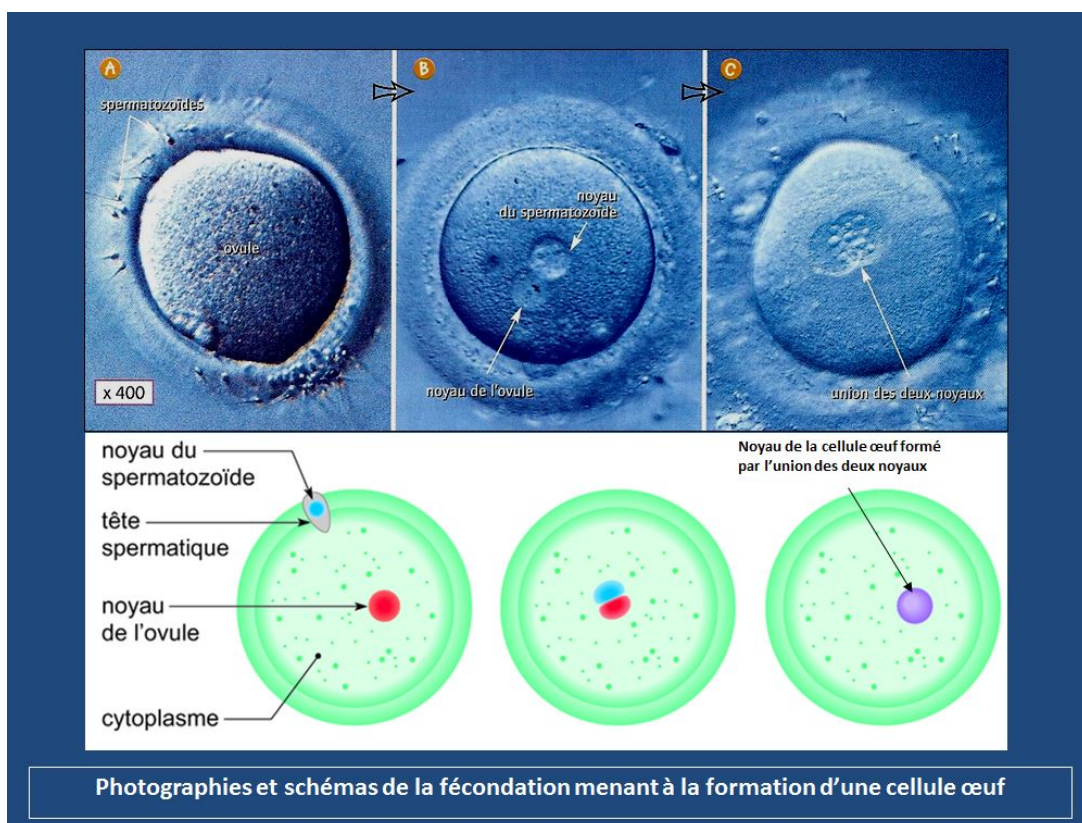 A
B
C
spermatozoïdes
ovule
x 400
noyau
du spermatozoïde
noyau de l'ovule
union des deux noyaux
noyau du
spermatozoïde
tête
spermatique
noyau
de l'ovule
cytoplasme
Noyau de la cellule œuf formé
par l'union des deux noyaux
Photographies et schémas de la fécondation menant à la formation d'une cellule œuf